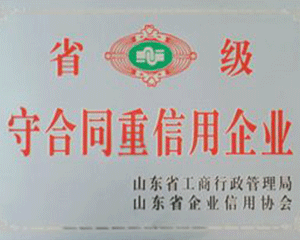 省级
守合同重信用企业
山东省工商行政管理局
山东省企业信用协会